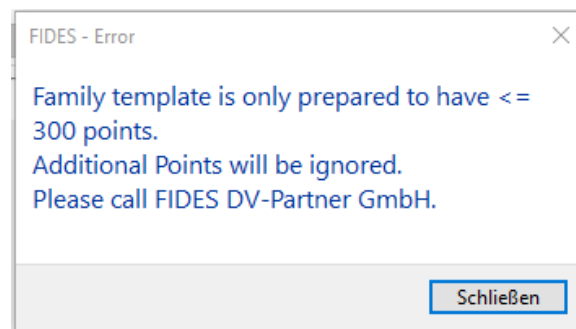 FIDES - Error
Family template is only prepared to have <=
300 points.
Additional Points will be ignored.
Please call FIDES DV-Partner GmbH.
Schließen